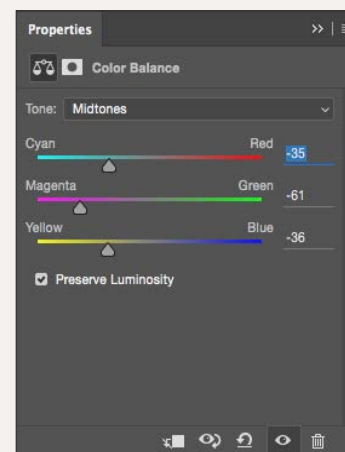 Properties
Color Balance
Tone: Midtones
Cyan Red -35
Magenta Green -61
Yellow Blue -36
Preserve Luminosity